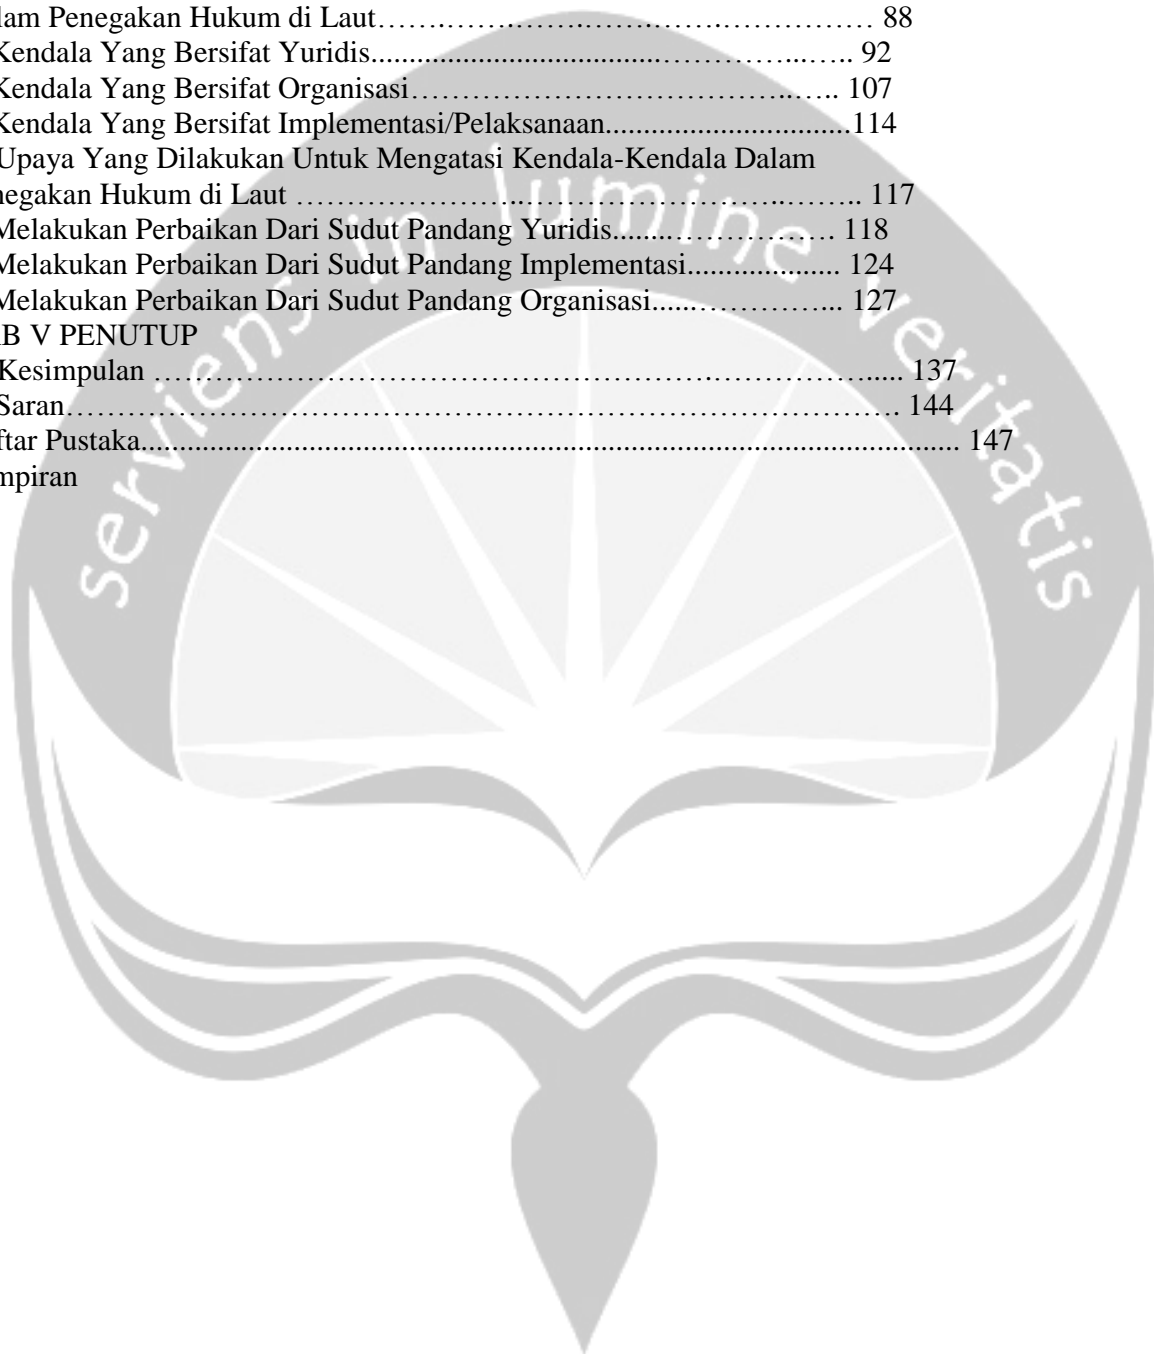 lam Penegakan Hukum di Laut…….……….……….……….……….……………… 88
Kendala Yang Bersifat Yuridis.....................................…………...….. 92
Kendala Yang Bersifat Organisasi……………………………………..….. 107
Kendala Yang Bersifat Implementasi/Pelaksanaan................................114
Upaya Yang Dilakukan Untuk Mengatasi Kendala-Kendala Dalam
negakan Hukum di Laut ……………………..…………………………..…….. 117
Melakukan Perbaikan Dari Sudut Pandang Yuridis........……………… 118
Melakukan Perbaikan Dari Sudut Pandang Implementasi.................... 124
Melakukan Perbaikan Dari Sudut Pandang Organisasi......…………... 127
B V PENUTUP
Kesimpulan ……………………………………………………….………………..... 137
Saran…………………………………………………………………………………… 144
ftar Pustaka........................................................................................................... 147
mpiran
serviens in lumine veritatis